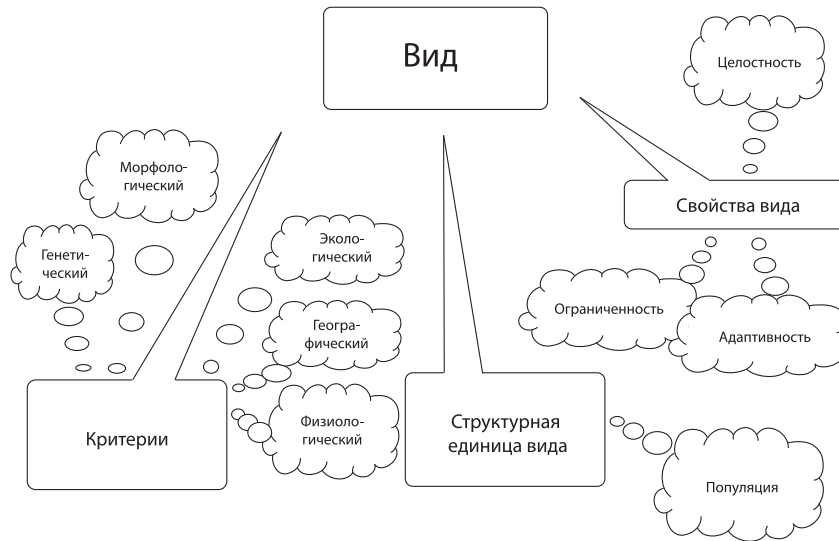 Вид
Целостность
Морфоло-
гический
Свойства вида
Генети-
ческий
Эколо-
гический
Ограниченность
Геогра-
фический
Адаптивность
Критерии
Физиоло-
гический
Структурная
единица вида
Популяция